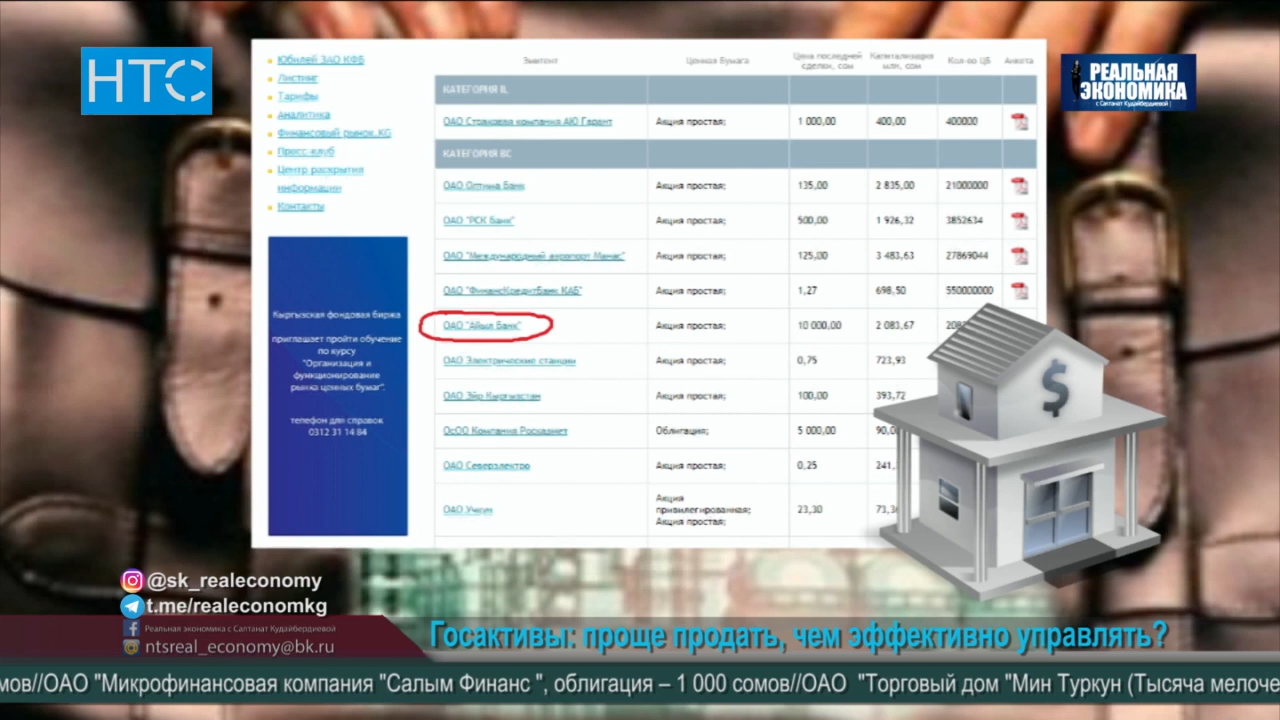 НТС
РЕАЛЬНАЯ
ЭКОНОМИКА
с Салтанат Кудайбердиевой
Юбилей ЗАО КФБ
Листинг
Тарифы
Аналитика
Финансовый рынок KG
Пресс-клуб
Центр раскрытия
информации
Контакты
Кыргызская фондовая биржа
приглашает пройти обучение
по курсу
"Организация и
функционирование
рынка ценных бумаг".
телефон для справок
0312 31 14 84
Эмитент Ценная бумага Цена последней сделки, сом Капитализация млн, сом Кол-во ЦБ Анкета
КАТЕГОРИЯ IL
ОАО Страховая компания АЮ Гарант Акция простая; 1 000,00 400,00 400000
КАТЕГОРИЯ BC
ОАО Оптима Банк Акция простая; 135,00 2 835,00 21000000
ОАО "РСК Банк" Акция простая; 500,00 1 926,32 3852634
ОАО "Международный аэропорт Манас" Акция простая; 125,00 3 483,63 27869044
ОАО "ФинансКредитБанк КАБ" Акция простая; 1,27 698,50 550000000
ОАО "Айыл Банк" Акция простая; 10 000,00 2 083,67
ОАО Электрические станции Акция простая; 0,75 723,93
ОАО Эйр Кыргызстан Акция простая; 100,00 393,72
ОсОО Компания Росказмет Облигация; 5 000,00 90,0
ОАО Северэлектро Акция простая; 0,25 241,
ОАО Учкун Акция привилегированная; Акция простая; 23,30 73,3
$
@sk_realeconomy
t.me/realeconomkg
Реальная экономика с Салтанат Кудайбердиевой
ntsreal_economy@bk.ru
Госактивы: проще продать, чем эффективно управлять?
мов//ОАО "Микрофинансовая компания "Салым Финанс ", облигация – 1 000 сомов//ОАО "Торговый дом "Мин Туркун (Тысяча мелоче